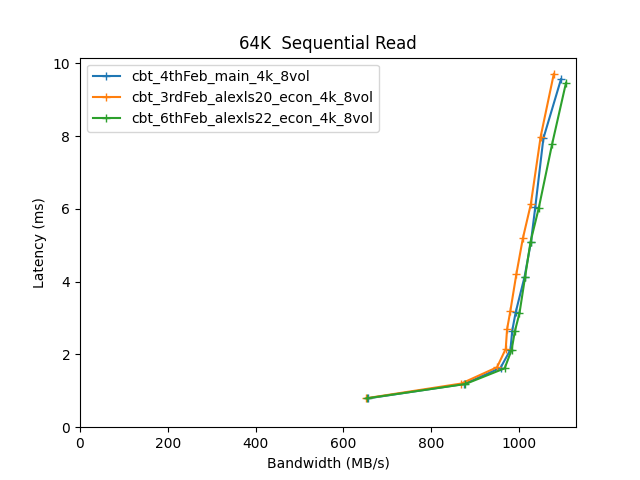 64K  Sequential Read
cbt_4thFeb_main_4k_8vol
cbt_3rdFeb_alexls20_econ_4k_8vol
cbt_6thFeb_alexls22_econ_4k_8vol
Latency (ms)
10
8
6
4
2
0
0 200 400 600 800 1000
Bandwidth (MB/s)